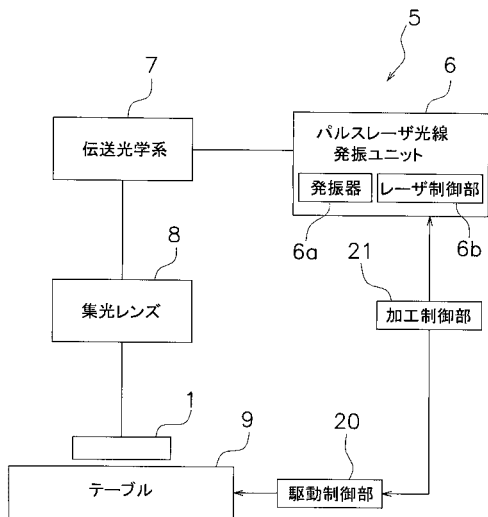 5
7
6
伝送光学系
パルスレーザ光線
発振ユニット
発振器
レーザ制御部
6a
6b
8
21
集光レンズ
加工制御部
1
9
20
テーブル
駆動制御部